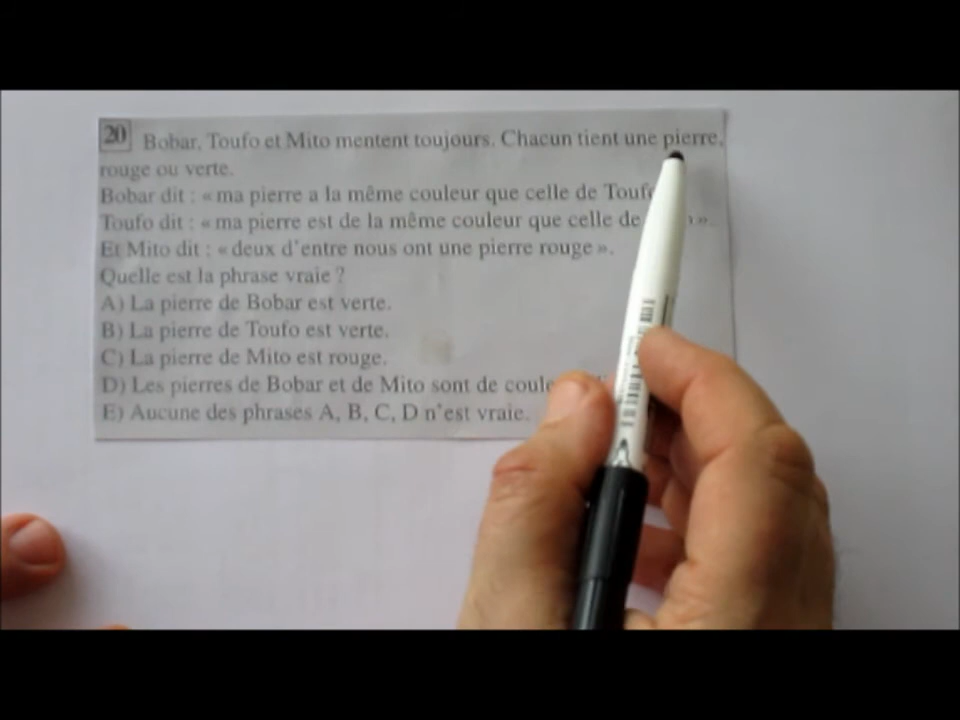 20 Bobar, Toufo et Mito mentent toujours. Chacun tient une pierre,
rouge ou verte.
Bobar dit : « ma pierre a la même couleur que celle de
Toufo dit : « ma pierre est de la même couleur que celle de ».
Et Mito dit : « deux d'entre nous ont une pierre rouge ».
Quelle est la phrase vraie ?
A) La pierre de Bobar est verte.
B) La pierre de Toufo est verte.
C) La pierre de Mito est rouge.
D) Les pierres de Bobar et de Mito sont de
E) Aucune des phrases A, B, C, D n'est vraie.